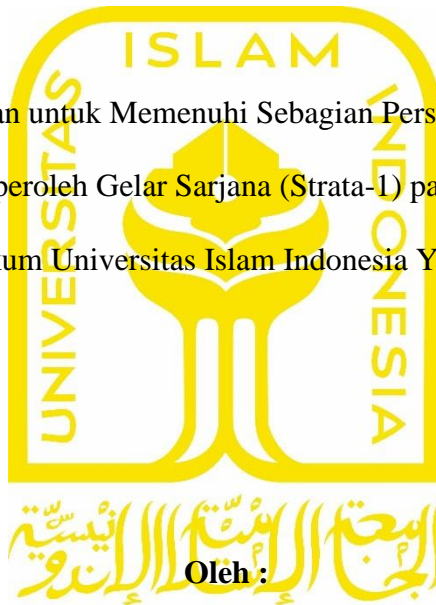 ISLAM
UNIVERSITAS
INDONESIA
an untuk Memenuhi Sebagian Pers
peroleh Gelar Sarjana (Strata-1) pa
kum Universitas Islam Indonesia Y
الجامعة الإسلامية الإندونيسية
Oleh :